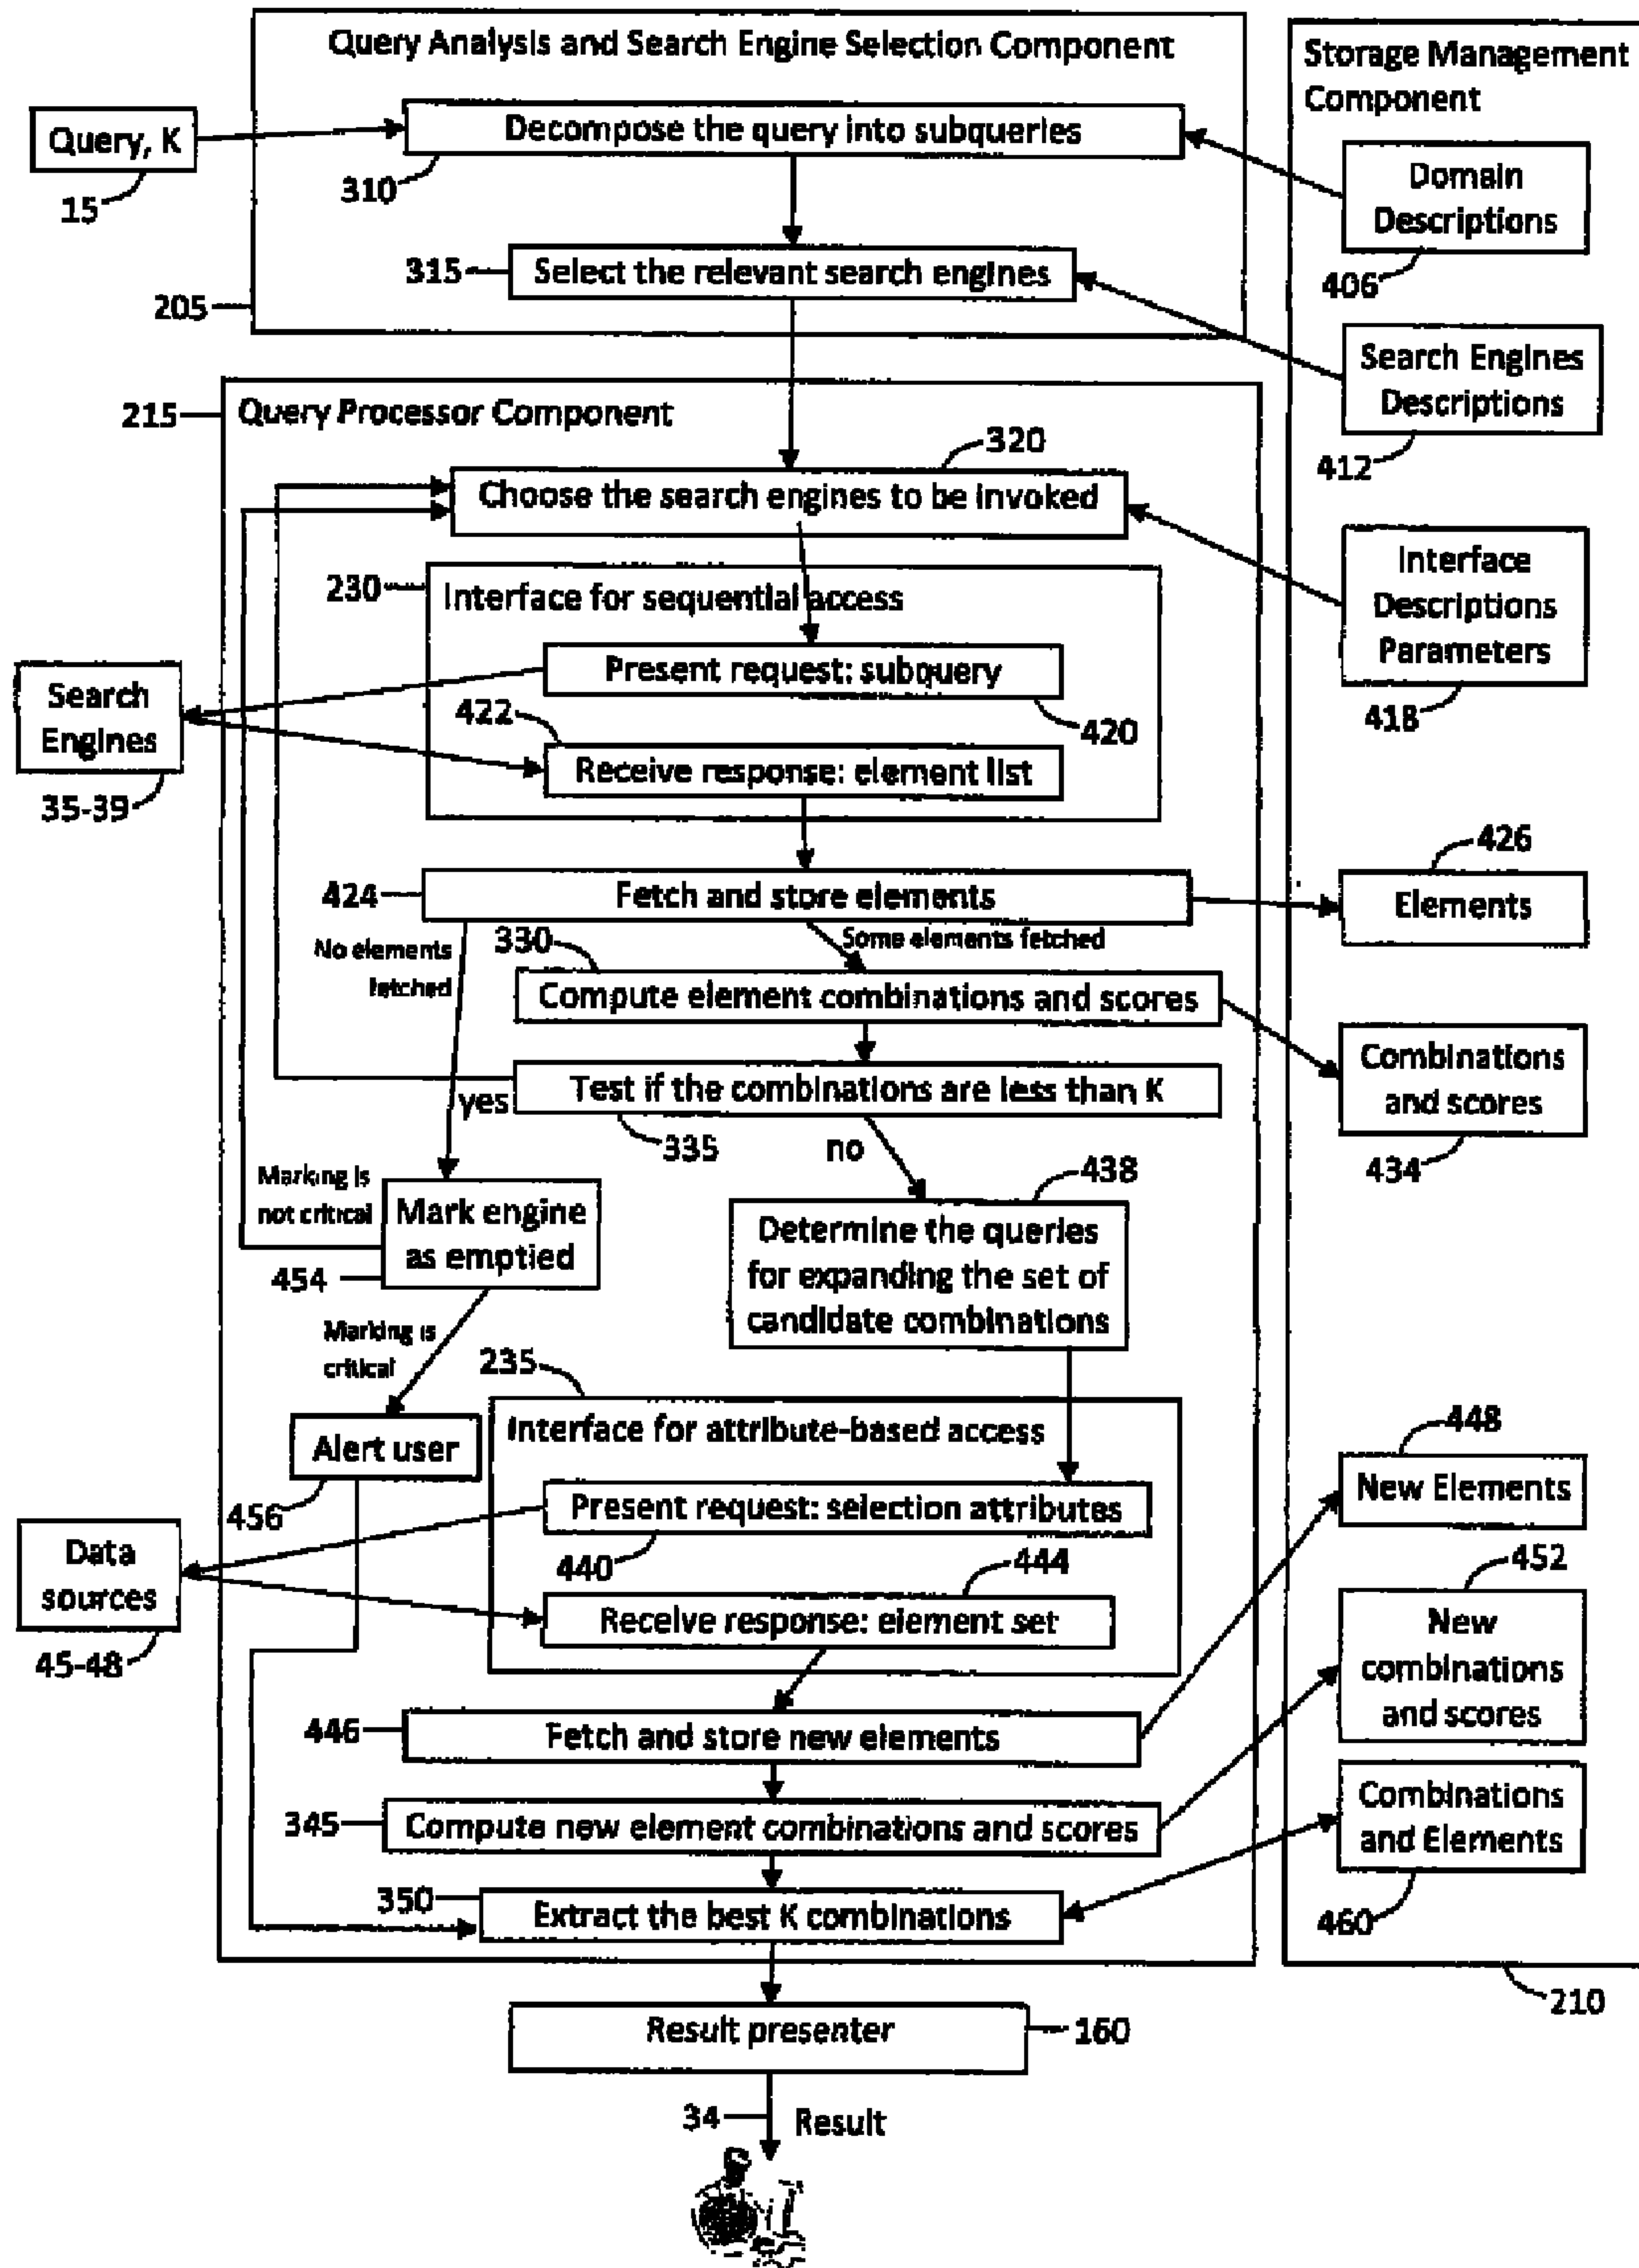 Query Analysis and Search Engine Selection Component
Storage Management
Component
Query, K
15
Decompose the query into subqueries
310
Domain
Descriptions
406
315
Select the relevant search engines
205
Search Engines
Descriptions
412
215
Query Processor Component
320
Choose the search engines to be invoked
Interface
Descriptions
Parameters
418
230
Interface for sequential access
Present request: subquery
420
Search
Engines
35-39
422
Receive response: element list
424
Fetch and store elements
426
Elements
No elements
fetched
330
Some elements fetched
Compute element combinations and scores
Combinations
and scores
434
yes
Test if the combinations are less than K
335
no
Marking is
not critical
Mark engine
as emptied
454
438
Determine the queries
for expanding the set of
candidate combinations
Marking is
critical
235
Alert user
456
Interface for attribute-based access
448
New Elements
Present request: selection attributes
440
Data
sources
45-48
444
Receive response: element set
452
New
combinations
and scores
446
Fetch and store new elements
345
Compute new element combinations and scores
Combinations
and Elements
460
350
Extract the best K combinations
210
Result presenter
160
34
Result